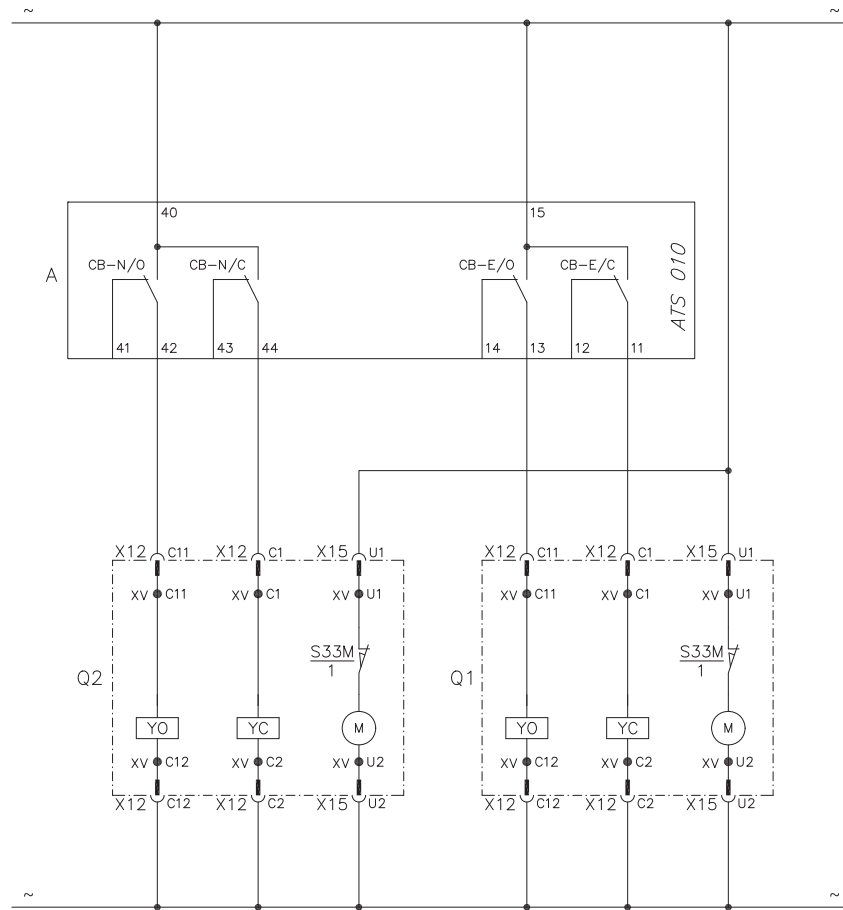 ~ ~
40 15
A CB-N/O CB-N/C CB-E/O CB-E/C ATS 010
41 42 43 44 14 13 12 11
X12 C11 X12 C1 X15 U1 X12 C11 X12 C1 X15 U1
XV C11 XV C1 XV U1 XV C11 XV C1 XV U1
S33M S33M
1 1
Q2 Q1
YO YC M YO YC M
XV C12 XV C2 XV U2 XV C12 XV C2 XV U2
X12 C12 X12 C2 X15 U2 X12 C12 X12 C2 X15 U2
~ ~